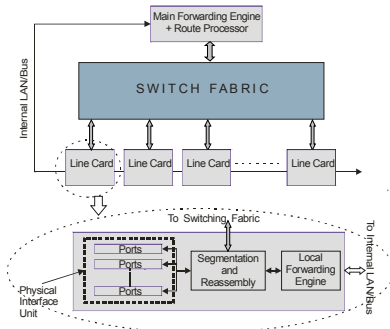 Main Forwarding Engine
+ Route Processor
Internal LAN/Bus
SWITCH FABRIC
Line Card
Line Card
Line Card
Line Card
To Switching Fabric
Ports
Ports
Ports
Segmentation
and
Reassembly
Local
Forwarding
Engine
To Internal LAN/Bus
Physical
Interface
Unit